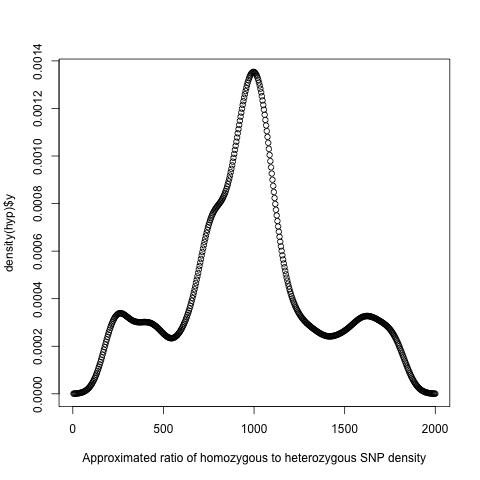 density(hyp)$y
0.0014
0.0012
0.0010
0.0008
0.0006
0.0004
0.0002
0.0000
0 500 1000 1500 2000
Approximated ratio of homozygous to heterozygous SNP density